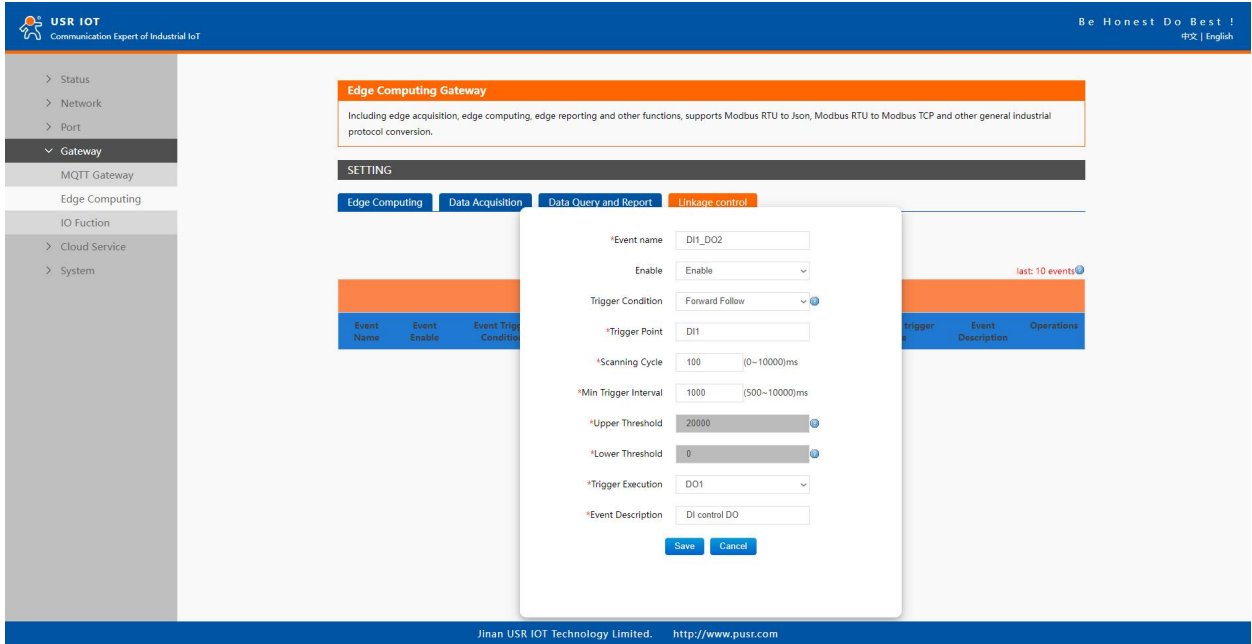 USR IOT
Communication Expert of Industrial IoT
Be Honest Do Best !
中文 | English
Status
Network
Port
Gateway
MQTT Gateway
Edge Computing
IO Fuction
Cloud Service
System
Edge Computing Gateway
Including edge acquisition, edge computing, edge reporting and other functions, supports Modbus RTU to Json, Modbus RTU to Modbus TCP and other general industrial
protocol conversion.
SETTING
Edge Computing Data Acquisition Data Query and Report Linkage control
last: 10 events
Event Name
Event Enable
Event Trigg
Condition
trigger
Event Description
Operations
*Event name DI1_DO2
Enable Enable
Trigger Condition Forward Follow
*Trigger Point DI1
*Scanning Cycle 100 (0~10000)ms
*Min Trigger Interval 1000 (500~10000)ms
*Upper Threshold 20000
*Lower Threshold 0
*Trigger Execution DO1
*Event Description DI control DO
Save Cancel
Jinan USR IOT Technology Limited. http://www.pusr.com